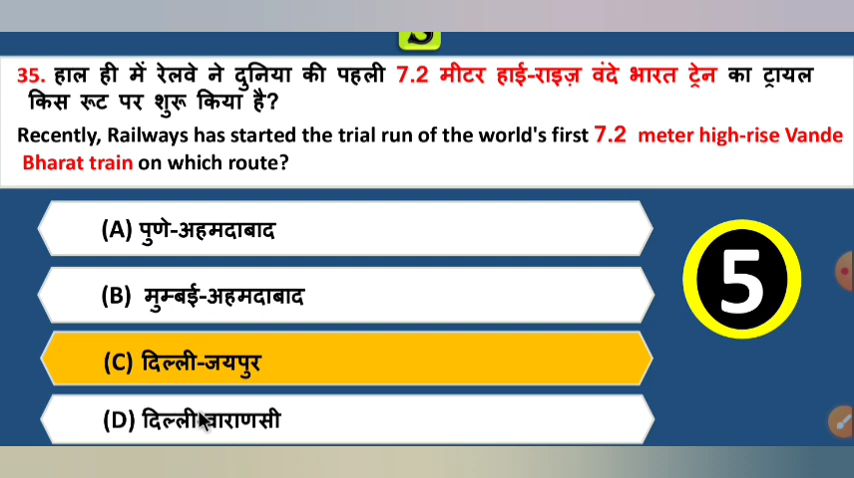 35. हाल ही में रेलवे ने दुनिया की पहली 7.2 मीटर हाई-राइज़ वंदे भारत ट्रेन का ट्रायल
किस रूट पर शुरू किया है?
Recently, Railways has started the trial run of the world's first 7.2 meter high-rise Vande
Bharat train on which route?
(A) पुणे-अहमदाबाद
(B) मुम्बई-अहमदाबाद
5
(C) दिल्ली-जयपुर
(D) दिल्ली-वाराणसी